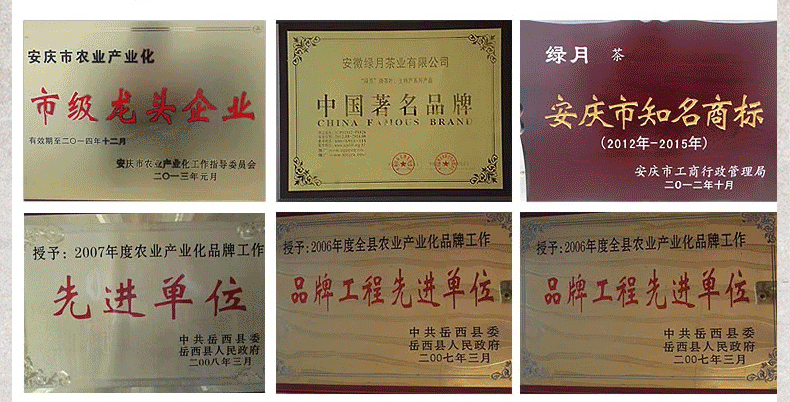 安庆市农业产业化
市级龙头企业
有效期至二〇一四年十二月
安庆市农业产业化工作指导委员会
二〇一三年元月
安徽绿月茶业有限公司
中国著名品牌
CHINA FAMOUS BRAND
绿月 茶
安庆市知名商标
(2012年-2015年)
安庆市工商行政管理局
二〇一二年十月
授予:2007年度农业产业化品牌工作
先进单位
中共岳西县委
岳西县人民政府
二〇〇八年三月
授予:2006年度全县农业产业化品牌工作
品牌工程先进单位
中共岳西县委
岳西县人民政府
二〇〇七年三月
授予:2006年度全县农业产业化品牌工作
品牌工程先进单位
中共岳西县委
岳西县人民政府
二〇〇七年三月